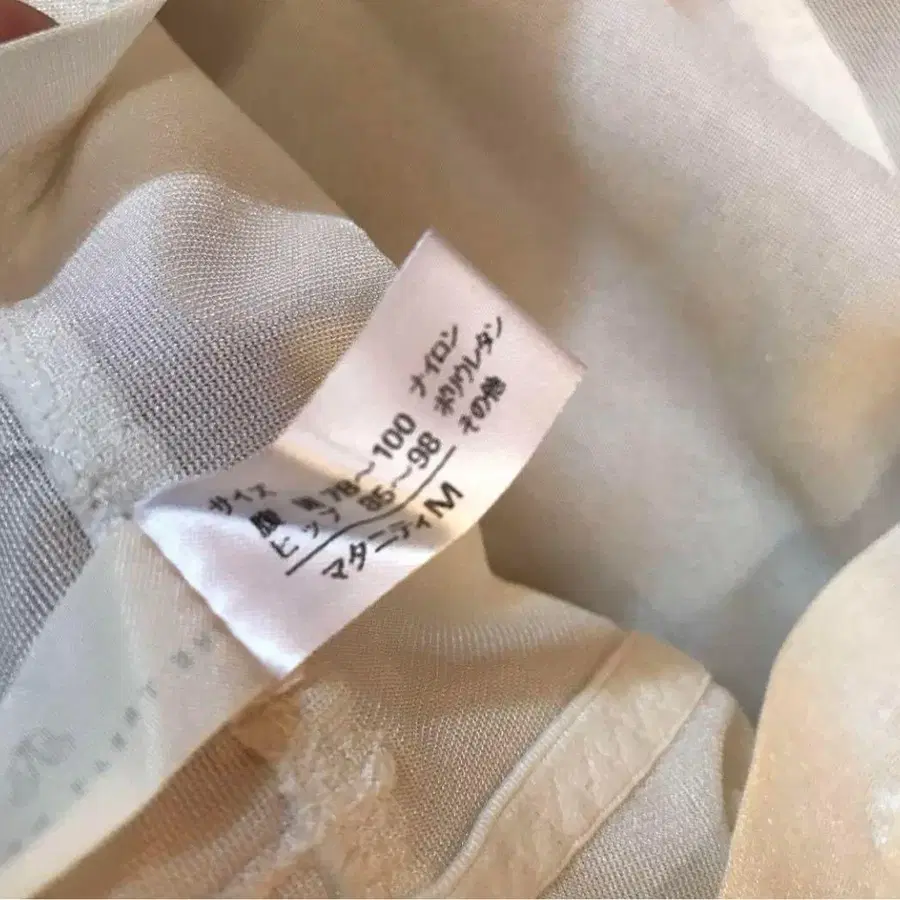 サイズ
腹囲 78～100
ヒップ 85～98
マタニティM
ナイロン
ポリウレタン
その他